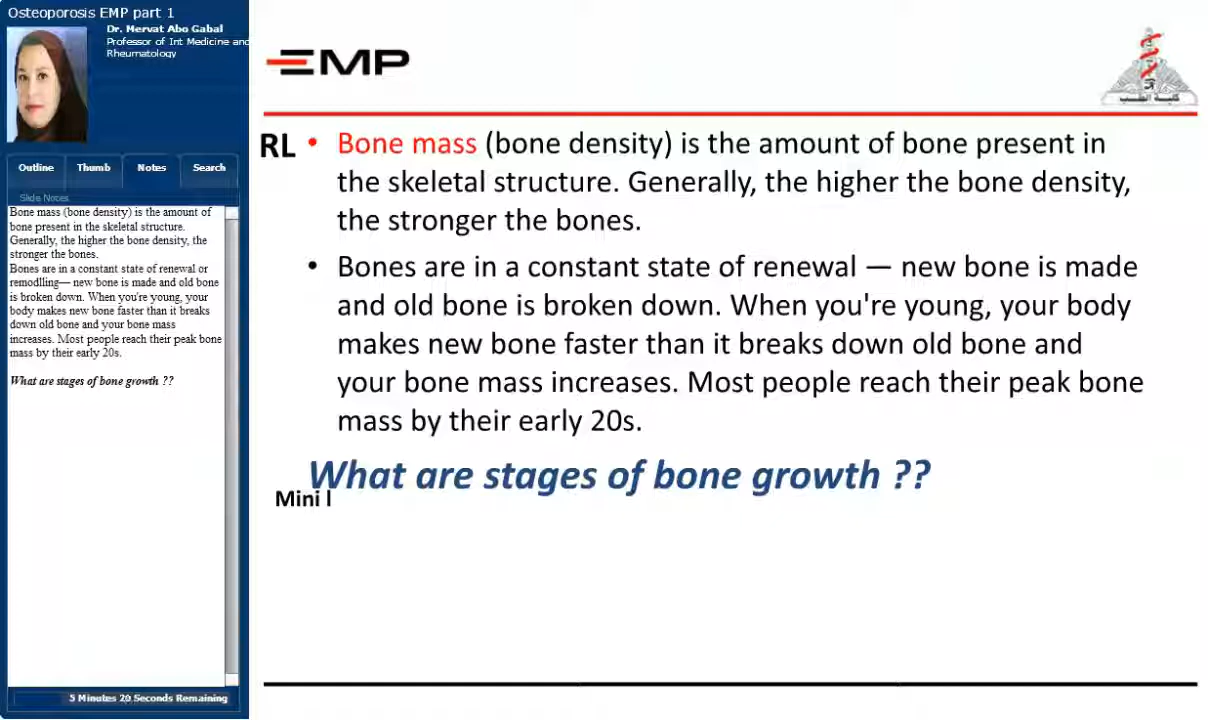 Osteoporosis EMP part 1
Dr. Mervat Abo Gabal
Professor of Int Medicine and
Rheumatology
Outline
Thumb
Notes
Search
Slide Notes
Bone mass (bone density) is the amount of
bone present in the skeletal structure.
Generally, the higher the bone density, the
stronger the bones.
Bones are in a constant state of renewal or
remodlling— new bone is made and old bone
is broken down. When you're young, your
body makes new bone faster than it breaks
down old bone and your bone mass
increases. Most people reach their peak bone
mass by their early 20s.
What are stages of bone growth ??
5 Minutes 20 Seconds Remaining
EMP
كلية الطب
RL • Bone mass (bone density) is the amount of bone present in
the skeletal structure. Generally, the higher the bone density,
the stronger the bones.
• Bones are in a constant state of renewal — new bone is made
and old bone is broken down. When you're young, your body
makes new bone faster than it breaks down old bone and
your bone mass increases. Most people reach their peak bone
mass by their early 20s.
What are stages of bone growth ??
Mini l